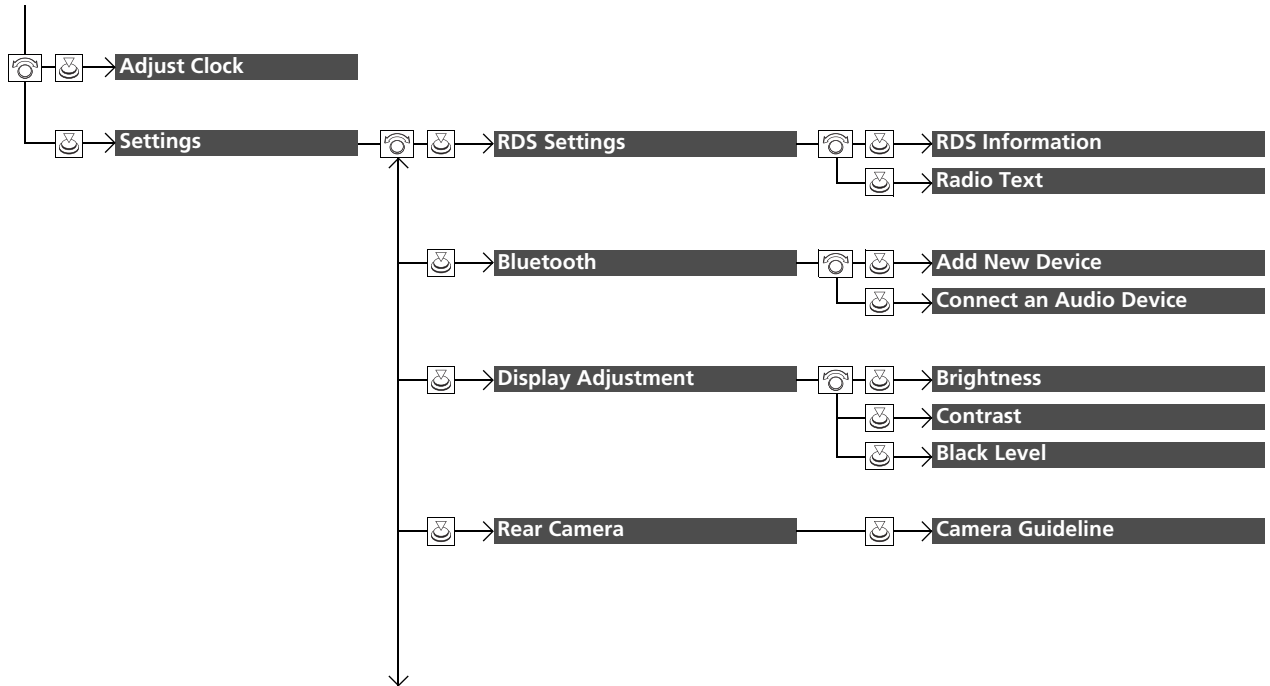 Adjust Clock
Settings
RDS Settings
RDS Information
Radio Text
Bluetooth
Add New Device
Connect an Audio Device
Display Adjustment
Brightness
Contrast
Black Level
Rear Camera
Camera Guideline